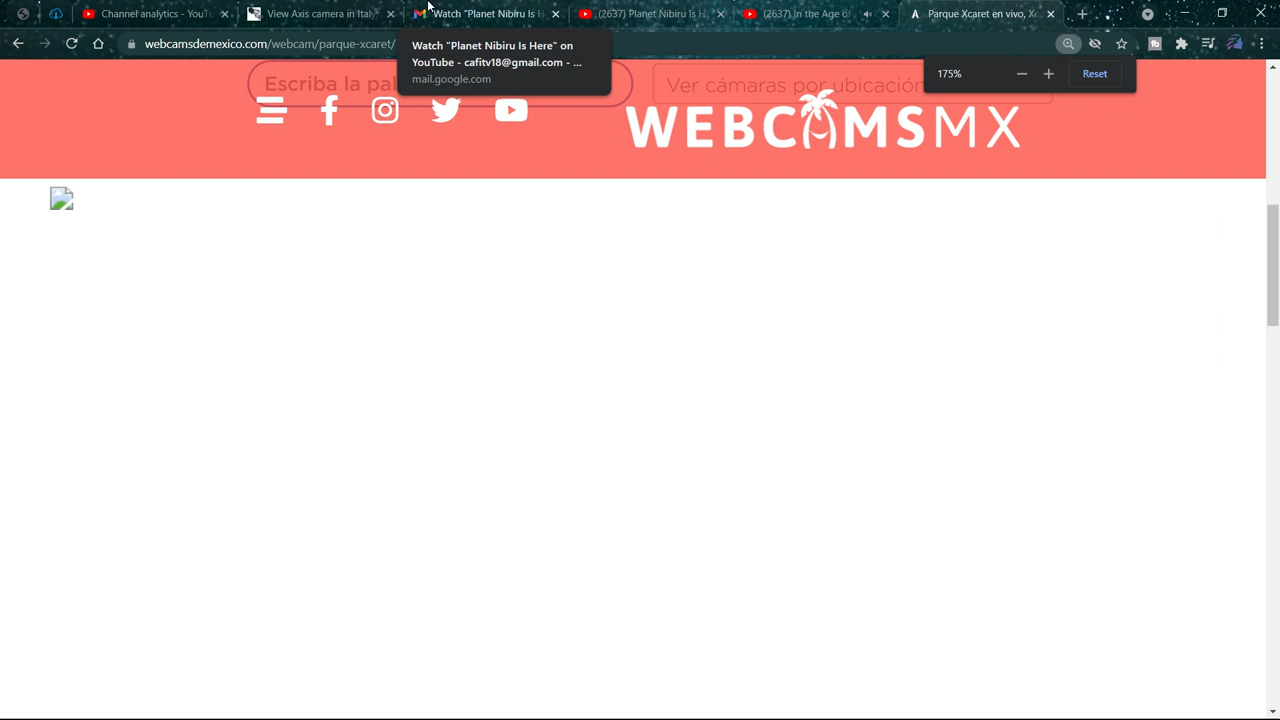 Channel analytics - YouT
View Axis camera in Italy
Watch "Planet Nibiru Is H
(2637) Planet Nibiru Is H
(2637) In the Age of
Parque Xcaret en vivo, X
webcamsdemexico.com/webcam/parque-xcaret/
Watch "Planet Nibiru Is Here" on
YouTube - cafitv18@gmail.com - ...
mail.google.com
175%
Reset
Escriba la pal
Ver cámaras por ubicación
WEBCAMSMX